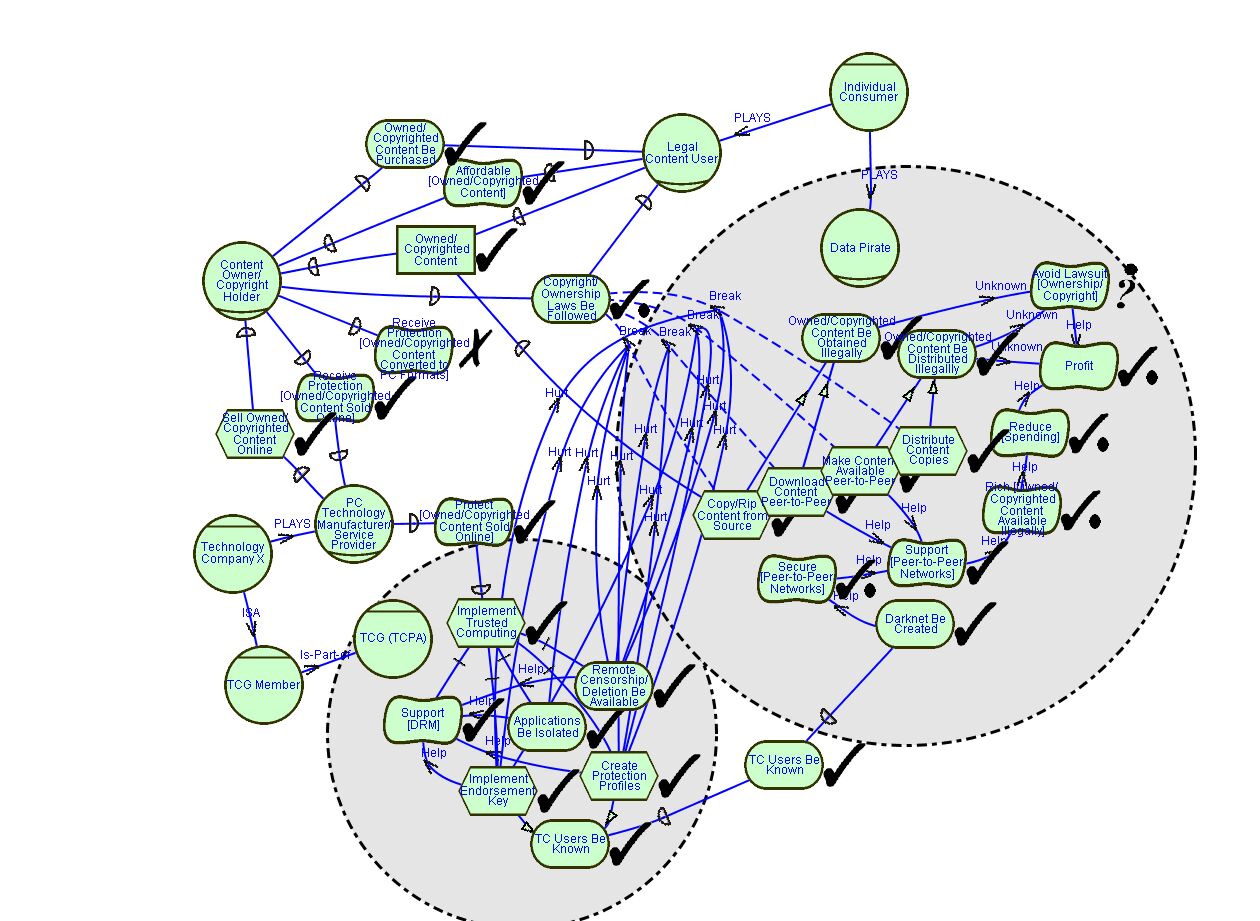 Individual
Consumer
PLAYS
PLAYS
Legal
Content User
Owned/
Copyrighted
Content Be
Purchased
Affordable
[Owned/Copyrighted
Content]
Owned/
Copyrighted
Content
Content
Owner/
Copyright
Holder
Copyright/
Ownership
Laws Be
Followed
Receive
Protection
[Owned/Copyrighted
Content
Converted to
PC Formats]
Receive
Protection
[Owned/Copyrighted
Content Sold
Online]
Sell Owned/
Copyrighted
Content
Online
PC
Technology
Manufacturer/
Service
Provider
PLAYS
Technology
Company X
ISA
TCG Member
Is-Part-of
TCG (TCPA)
Protect
[Owned/Copyrighted
Content Sold
Online]
Implement
Trusted
Computing
Support
[DRM]
Applications
Be Isolated
Remote
Censorship/
Deletion Be
Available
Implement
Endorsement
Key
Create
Protection
Profiles
TC Users Be
Known
TC Users Be
Known
Help
Help
Help
Help
Break
Break
Break
Break
Hurt
Hurt
Hurt
Hurt
Hurt
Hurt
Hurt
Hurt
Hurt
Hurt
Hurt
Hurt
Data Pirate
Unknown
Unknown
Unknown
Avoid Lawsuit
[Ownership/
Copyright]
?
Owned/Copyrighted
Content Be
Obtained
Illegally
Owned/Copyrighted
Content Be
Distributed
Illegallly
Help
Profit
Help
Reduce
[Spending]
Help
Rich [Owned/
Copyrighted
Content
Available
Illegally]
Help
Distribute
Content
Copies
Make Content
Available
Peer-to-Peer
Download
Content
Peer-to-Peer
Copy/Rip
Content from
Source
Help
Help
Support
[Peer-to-Peer
Networks]
Help
Secure
[Peer-to-Peer
Networks]
Help
Darknet Be
Created